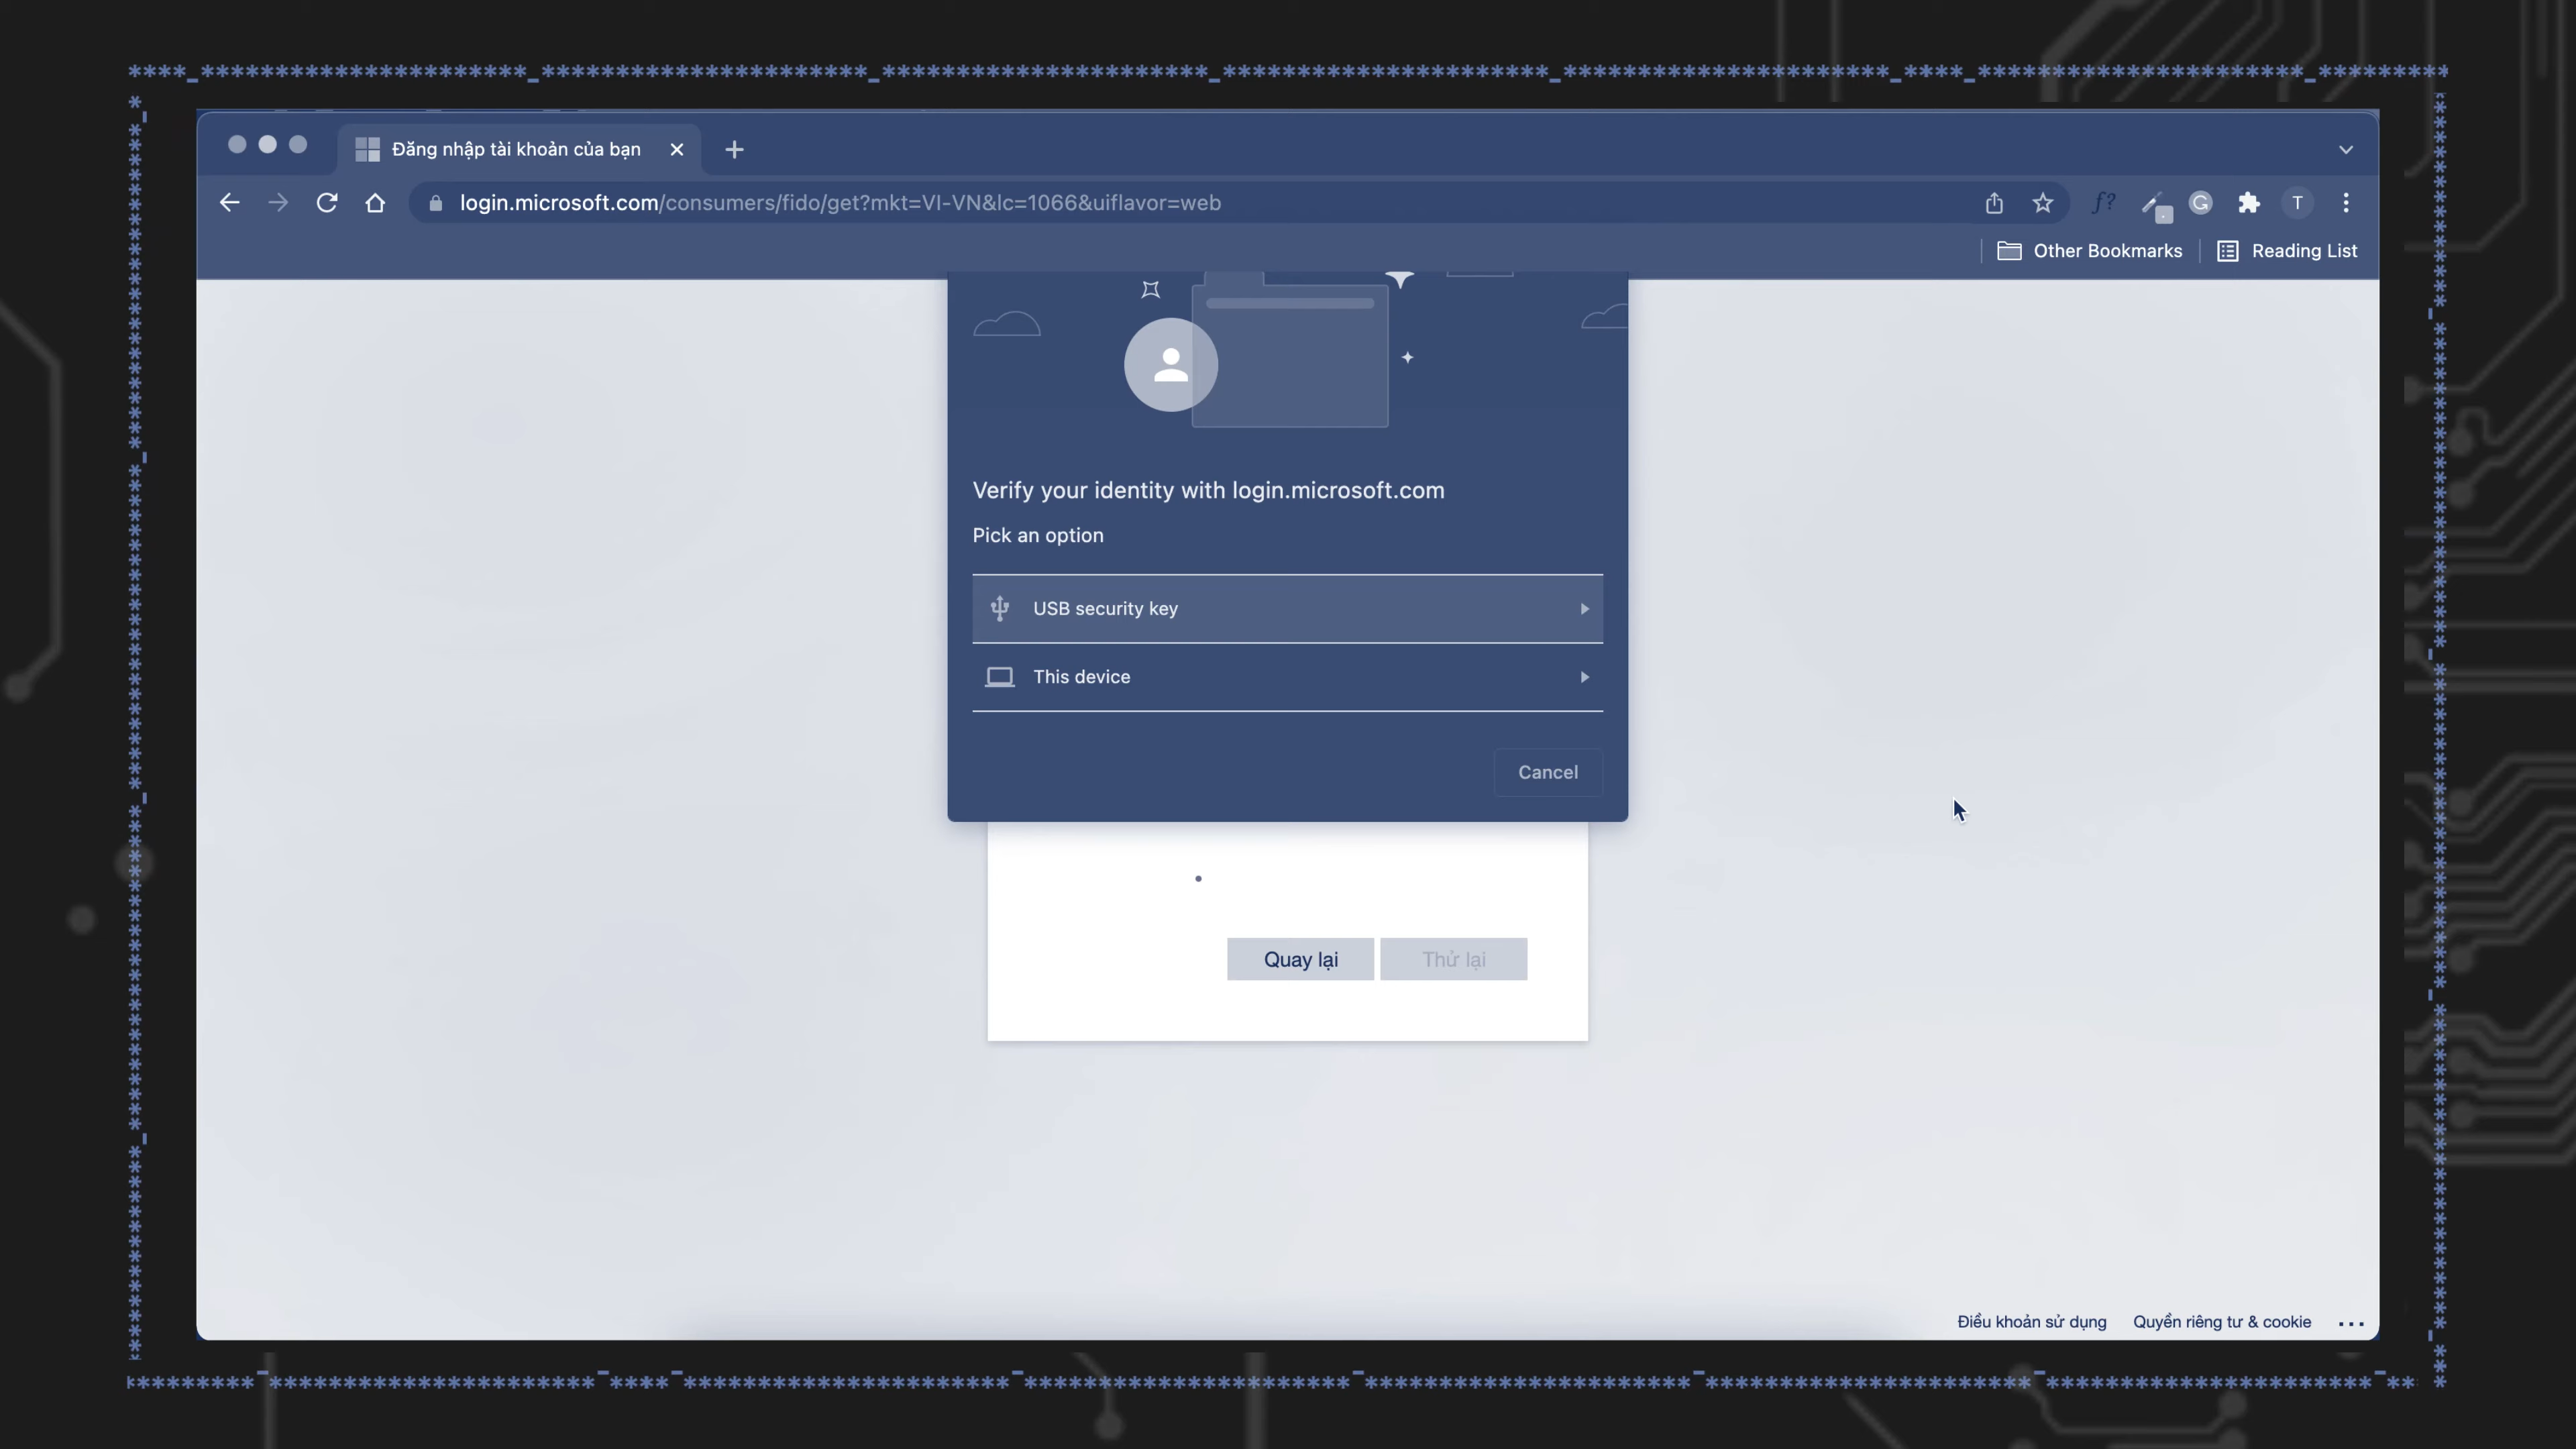 Đăng nhập tài khoản của bạn
login.microsoft.com/consumers/fido/get?mkt=VI-VN&lc=1066&uiflavor=web
f?
G
T
Other Bookmarks
Reading List
Verify your identity with login.microsoft.com
Pick an option
USB security key
This device
Cancel
Quay lại
Thử lại
Điều khoản sử dụng
Quyền riêng tư & cookie